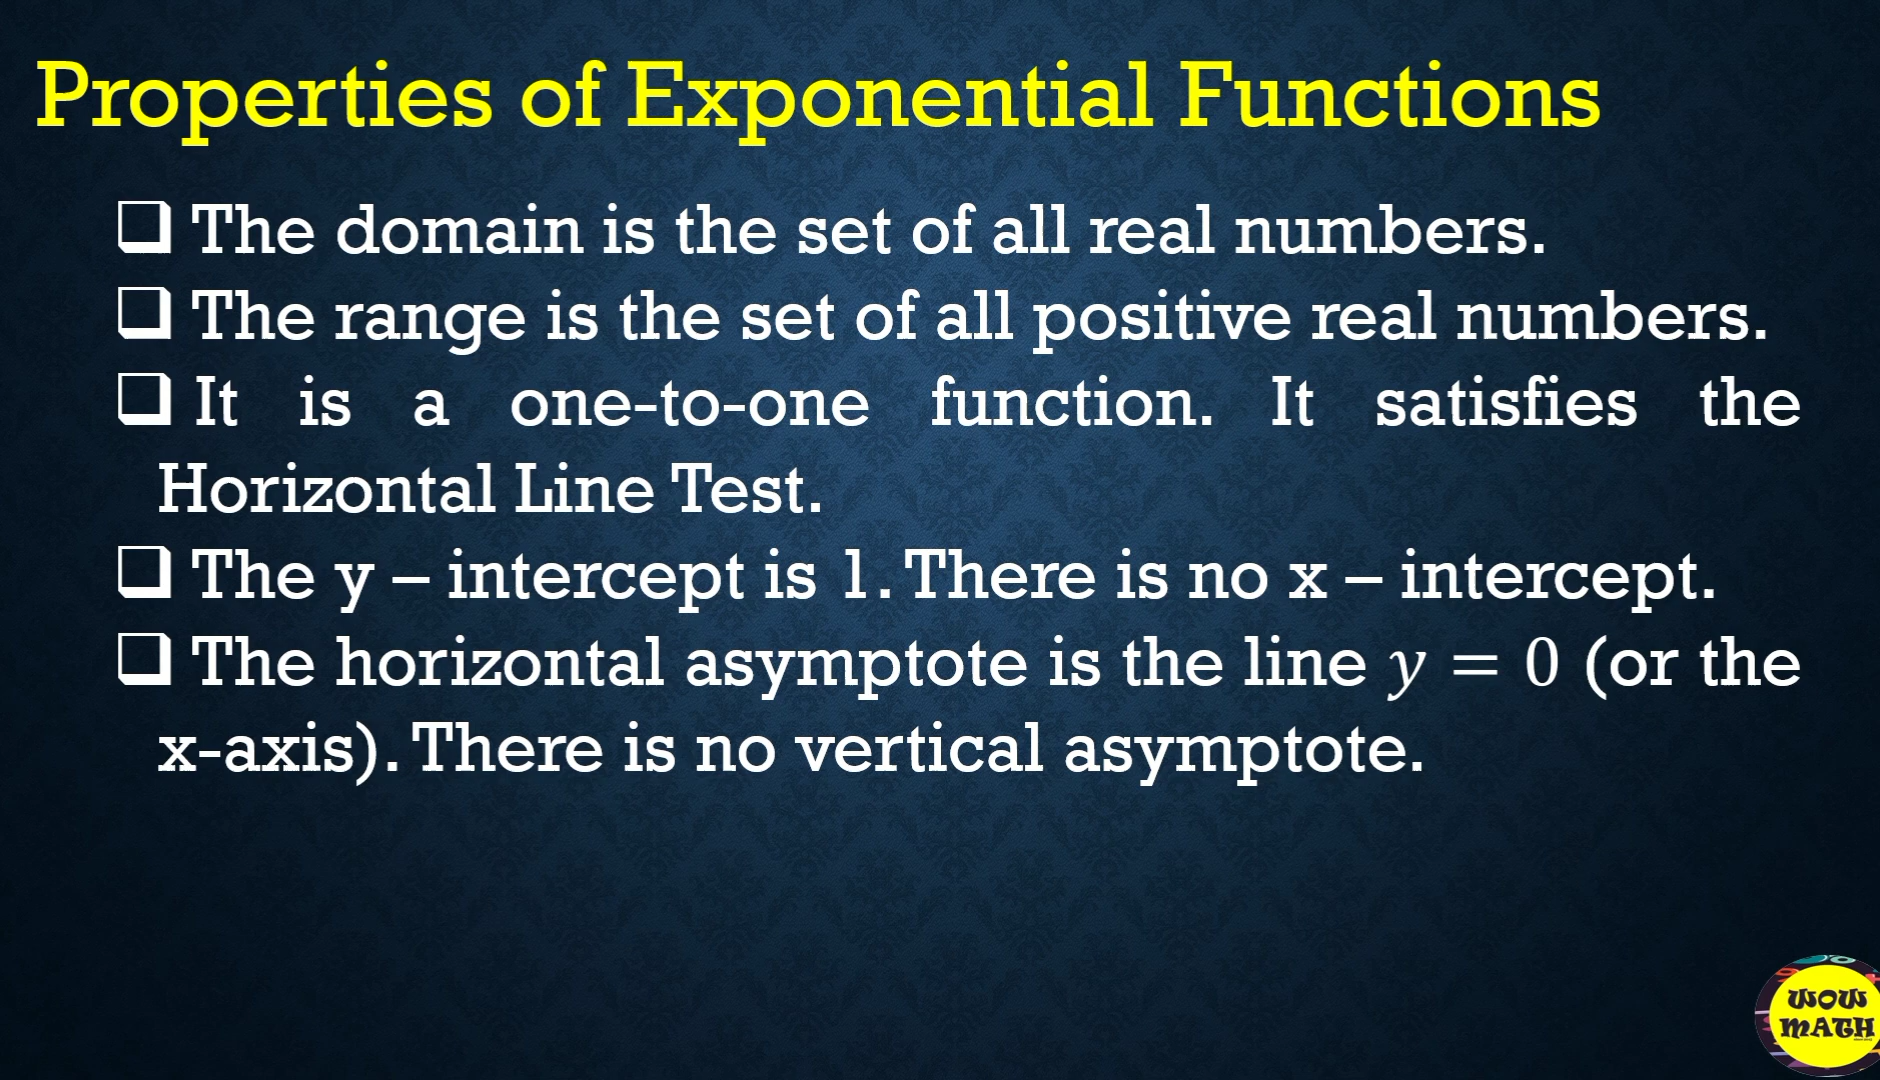 Properties of Exponential Functions
❑ The domain is the set of all real numbers.
❑ The range is the set of all positive real numbers.
❑ It is a one-to-one function. It satisfies the
Horizontal Line Test.
❑ The y – intercept is 1. There is no x – intercept.
❑ The horizontal asymptote is the line y = 0 (or the
x-axis). There is no vertical asymptote.
WOW
MATH